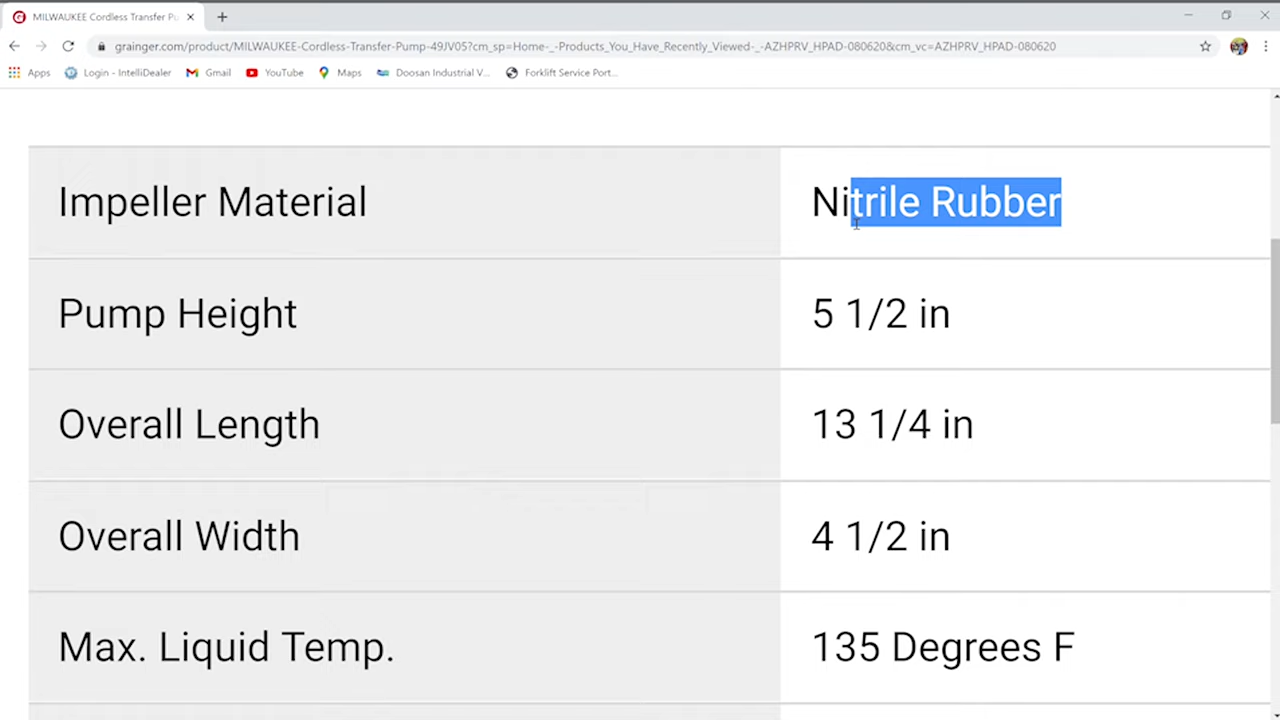 MILWAUKEE Cordless Transfer Pu
grainger.com/product/MILWAUKEE-Cordless-Transfer-Pump-49JV05?cm_sp=Home-_-Products_You_Have_Recently_Viewed-_-AZHPRV_HPAD-080620&cm_vc=AZHPRV_HPAD-080620
Apps Login - IntelliDealer Gmail YouTube Maps Doosan Industrial V... Forklift Service Port...
Impeller Material Nitrile Rubber
Pump Height 5 1/2 in
Overall Length 13 1/4 in
Overall Width 4 1/2 in
Max. Liquid Temp. 135 Degrees F